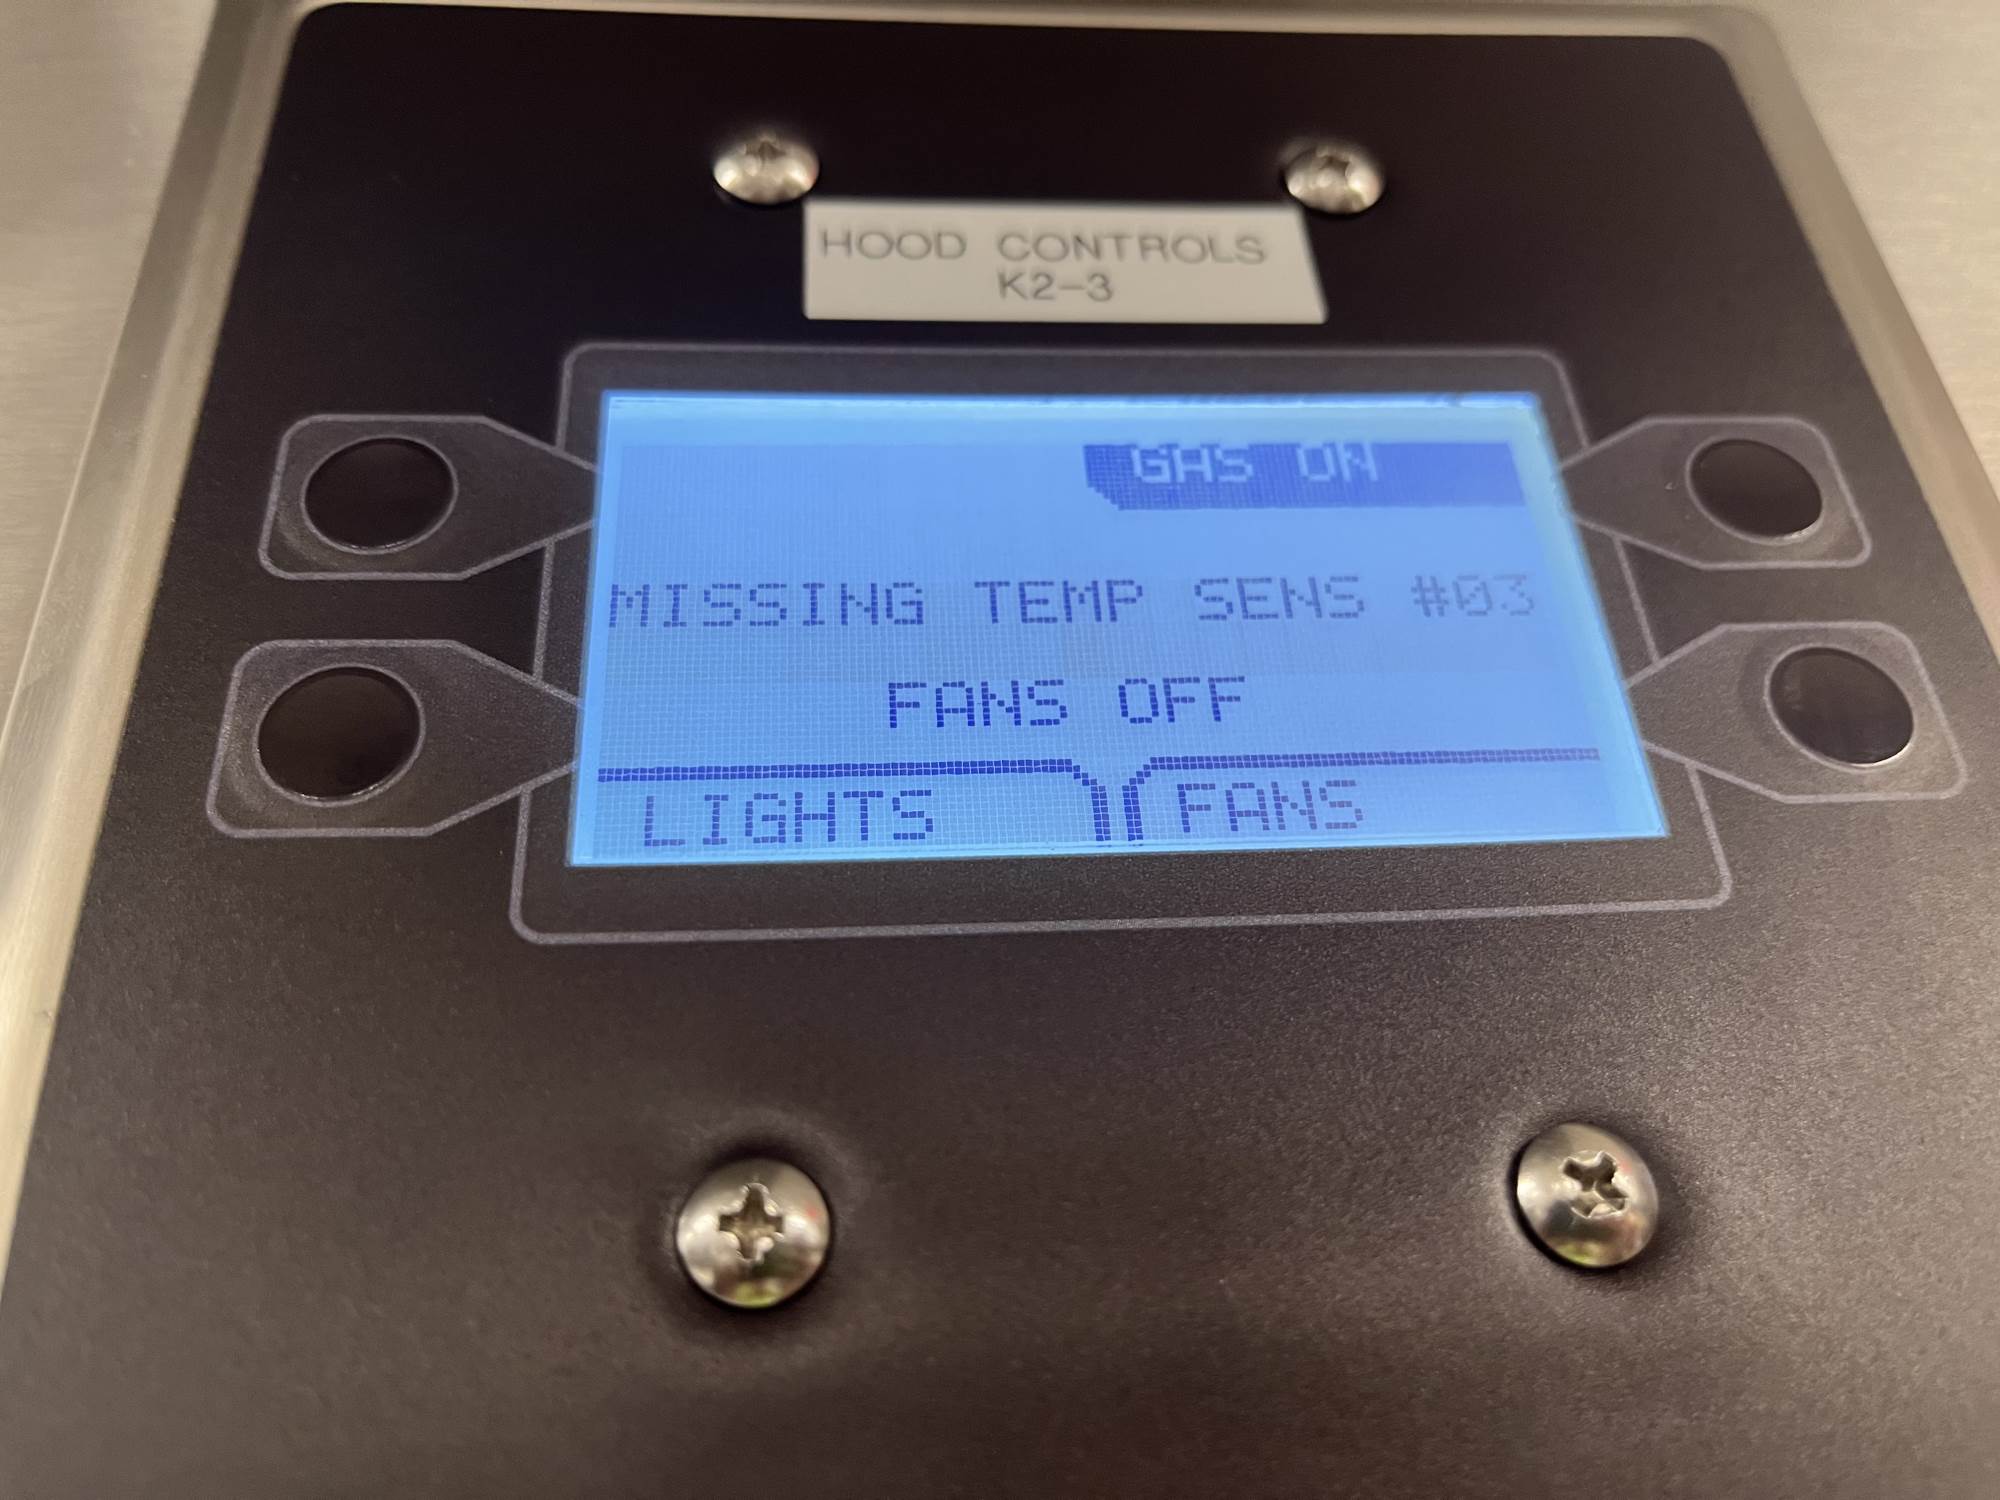 HOOD CONTROLS
K2-3
GAS ON
MISSING TEMP SENS #03
FANS OFF
LIGHTS FANS